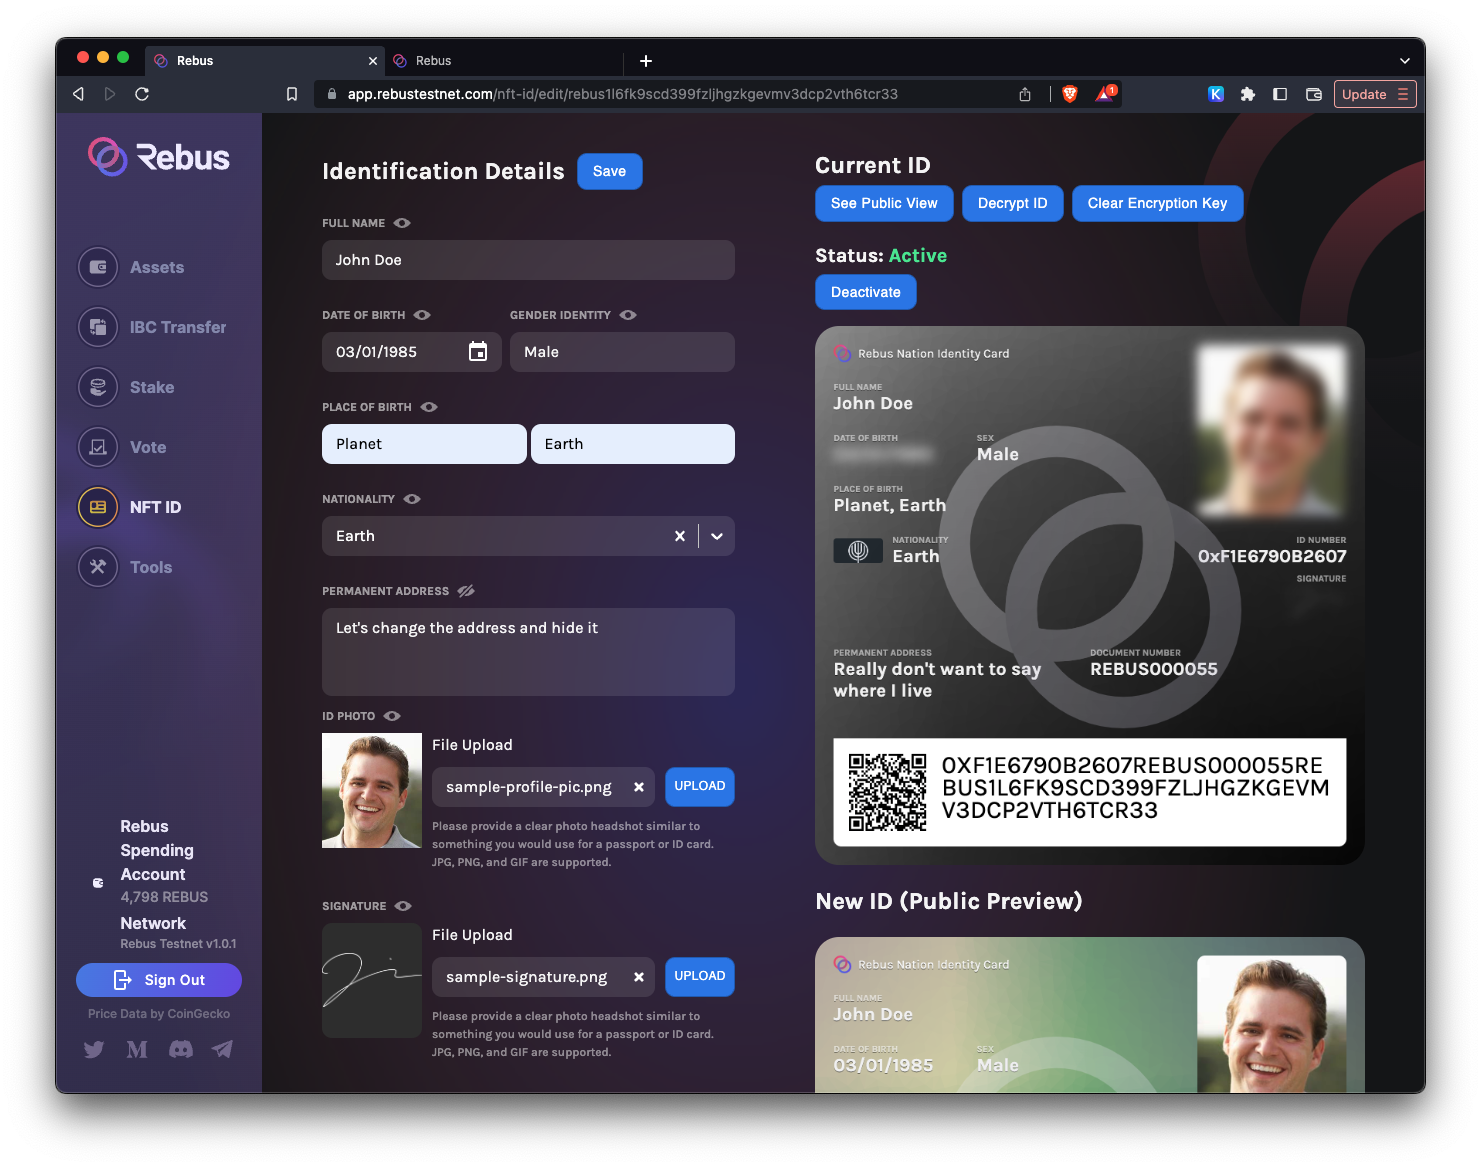 Rebus
Rebus
app.rebustestnet.com/nft-id/edit/rebus1l6fk9scd399fzljhgzkgevmv3dcp2vth6tcr33
1
K
Update
Rebus
Assets
IBC Transfer
Stake
Vote
NFT ID
Tools
Rebus
Spending
Account
4,798 REBUS
Network
Rebus Testnet v1.0.1
Sign Out
Price Data by CoinGecko
Identification Details
Save
FULL NAME
John Doe
DATE OF BIRTH
GENDER IDENTITY
03/01/1985
Male
PLACE OF BIRTH
Planet
Earth
NATIONALITY
Earth
PERMANENT ADDRESS
Let's change the address and hide it
ID PHOTO
File Upload
sample-profile-pic.png
UPLOAD
Please provide a clear photo headshot similar to
something you would use for a passport or ID card.
JPG, PNG, and GIF are supported.
SIGNATURE
File Upload
sample-signature.png
UPLOAD
Please provide a clear photo headshot similar to
something you would use for a passport or ID card.
JPG, PNG, and GIF are supported.
Current ID
See Public View
Decrypt ID
Clear Encryption Key
Status: Active
Deactivate
Rebus Nation Identity Card
FULL NAME
John Doe
DATE OF BIRTH
SEX
Male
PLACE OF BIRTH
Planet, Earth
NATIONALITY
Earth
ID NUMBER
0xF1E6790B2607
SIGNATURE
PERMANENT ADDRESS
Really don't want to say
where I live
DOCUMENT NUMBER
REBUS000055
0XF1E6790B2607REBUS000055RE
BUS1L6FK9SCD399FZLJHGZKGEVM
V3DCP2VTH6TCR33
New ID (Public Preview)
Rebus Nation Identity Card
FULL NAME
John Doe
DATE OF BIRTH
SEX
03/01/1985
Male